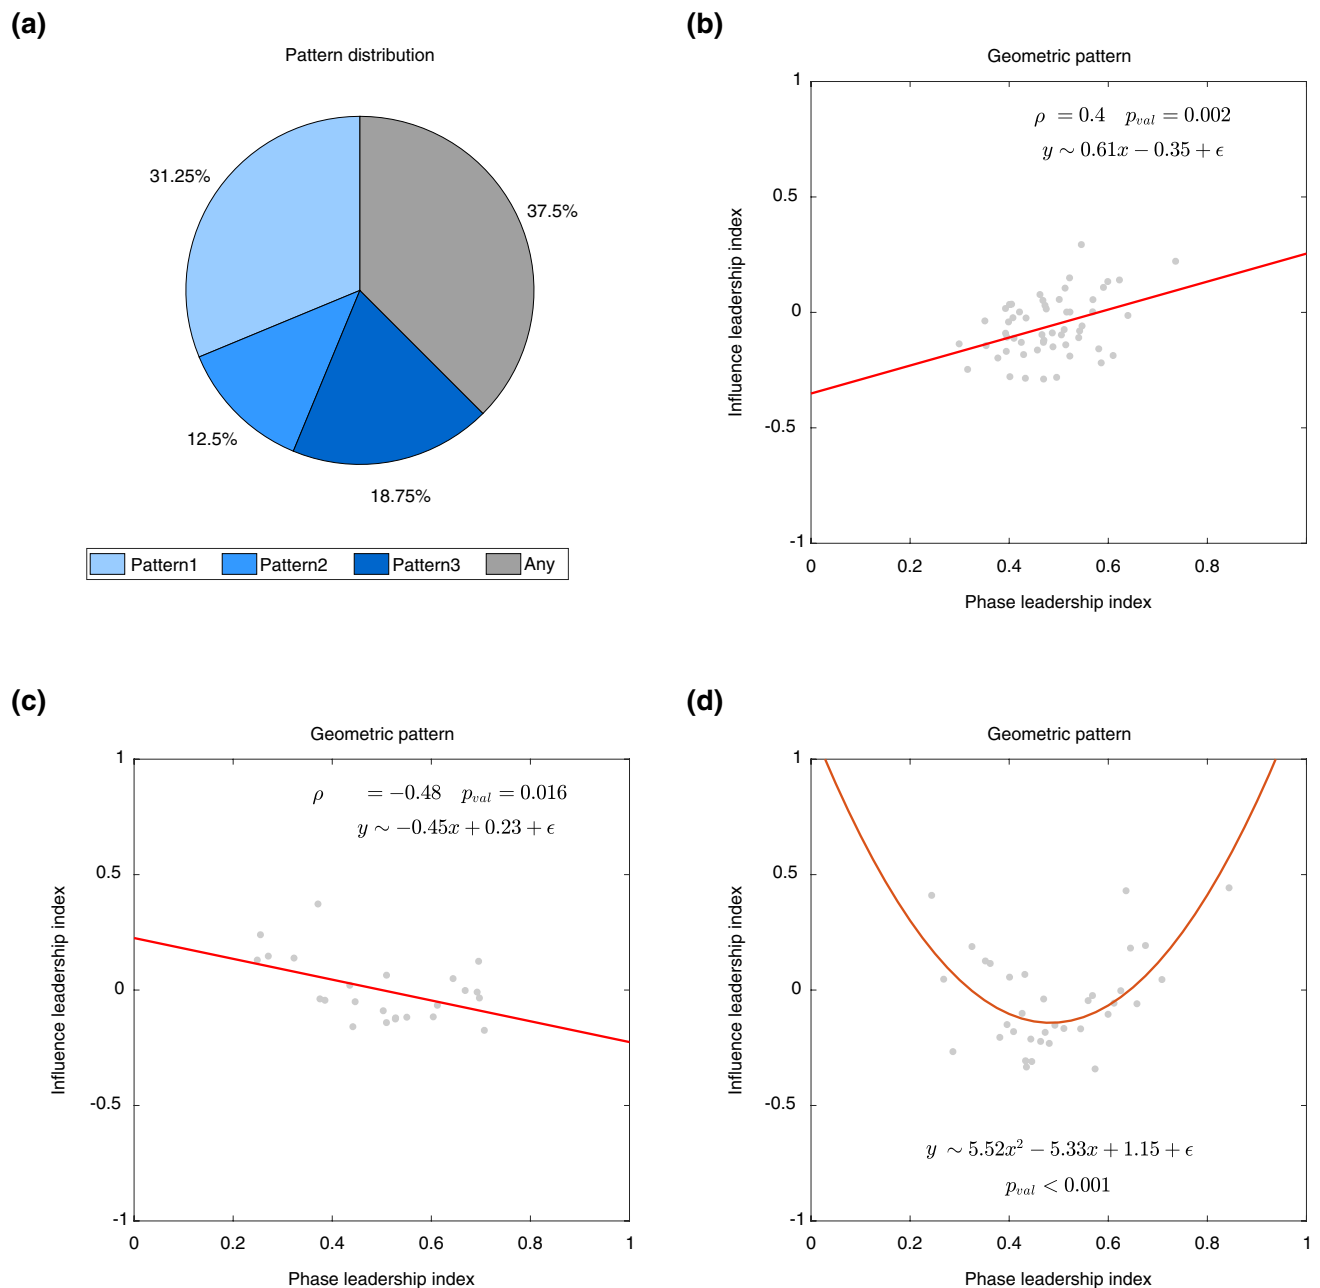 (a)
Pattern distribution
31.25%
37.5%
12.5%
18.75%
Pattern1 Pattern2 Pattern3 Any
(b)
Geometric pattern
ρ = 0.4 p_val = 0.002
y ∼ 0.61x − 0.35 + ϵ
Influence leadership index
1
0.5
0
-0.5
-1
0 0.2 0.4 0.6 0.8
Phase leadership index
(c)
Geometric pattern
ρ = −0.48 p_val = 0.016
y ∼ −0.45x + 0.23 + ϵ
Influence leadership index
1
0.5
0
-0.5
-1
0 0.2 0.4 0.6 0.8 1
Phase leadership index
(d)
Geometric pattern
Influence leadership index
1
0.5
0
-0.5
-1
y ∼ 5.52x² − 5.33x + 1.15 + ϵ
p_val < 0.001
0 0.2 0.4 0.6 0.8 1
Phase leadership index